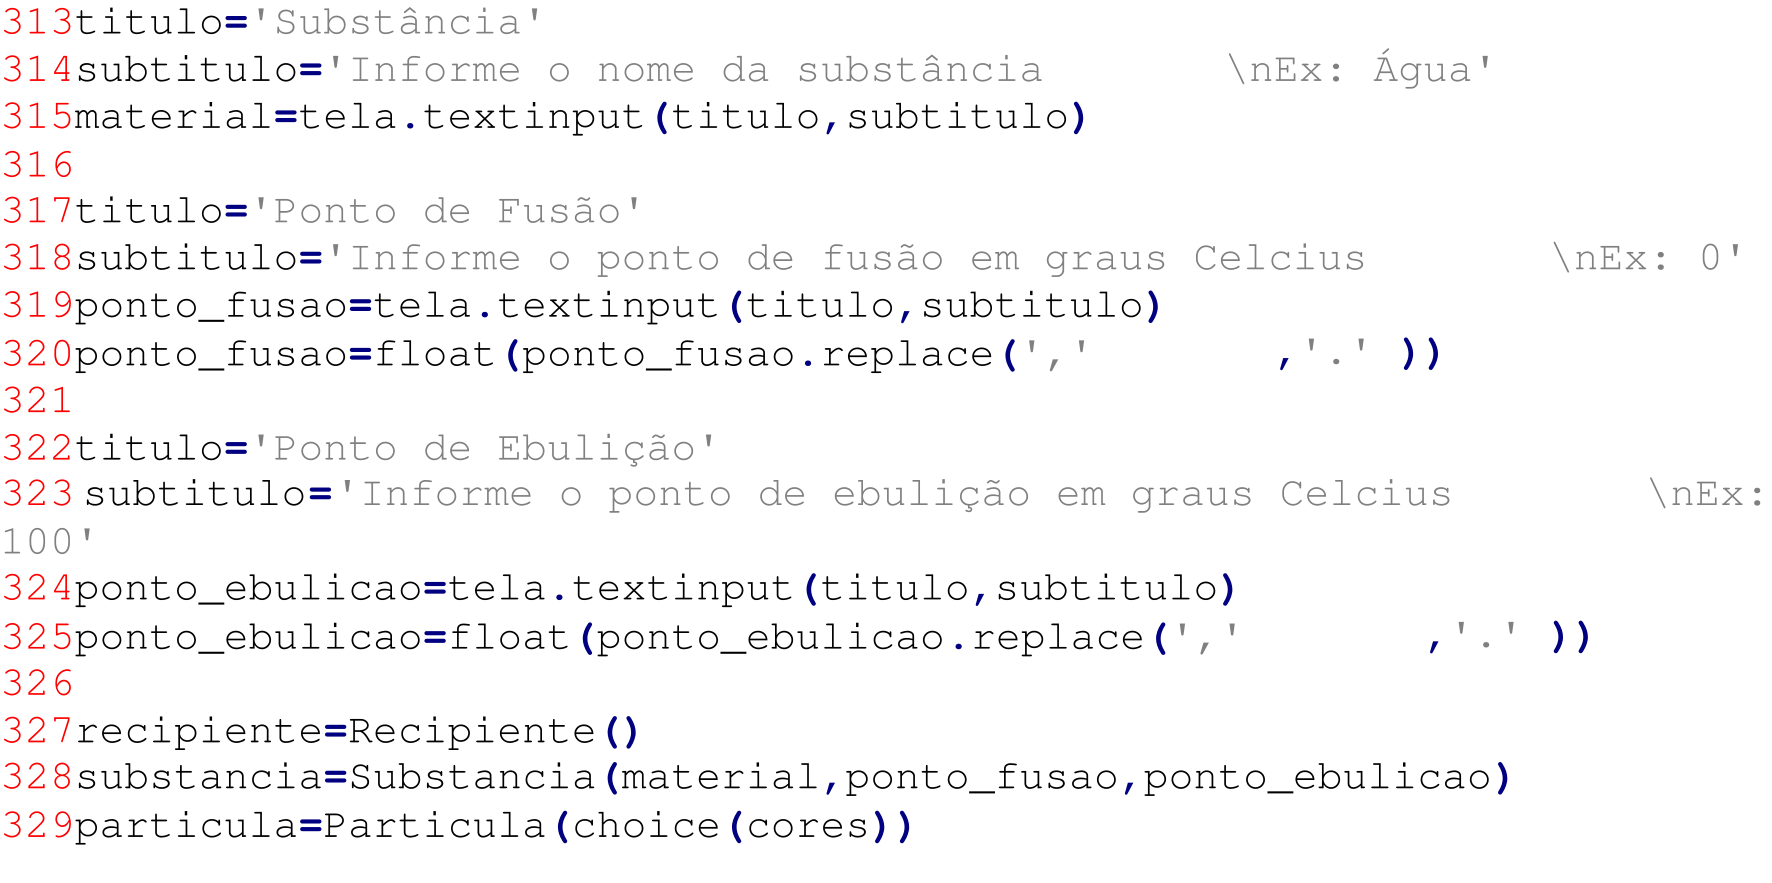 313titulo='Substância'
314subtitulo='Informe o nome da substância \nEx: Água'
315material=tela.textinput(titulo,subtitulo)
316
317titulo='Ponto de Fusão'
318subtitulo='Informe o ponto de fusão em graus Celcius \nEx: 0'
319ponto_fusao=tela.textinput(titulo,subtitulo)
320ponto_fusao=float(ponto_fusao.replace(',' ,'.' ))
321
322titulo='Ponto de Ebulição'
323 subtitulo='Informe o ponto de ebulição em graus Celcius \nEx:
100'
324ponto_ebulicao=tela.textinput(titulo,subtitulo)
325ponto_ebulicao=float(ponto_ebulicao.replace(',' ,'.' ))
326
327recipiente=Recipiente()
328substancia=Substancia(material,ponto_fusao,ponto_ebulicao)
329particula=Particula(choice(cores))